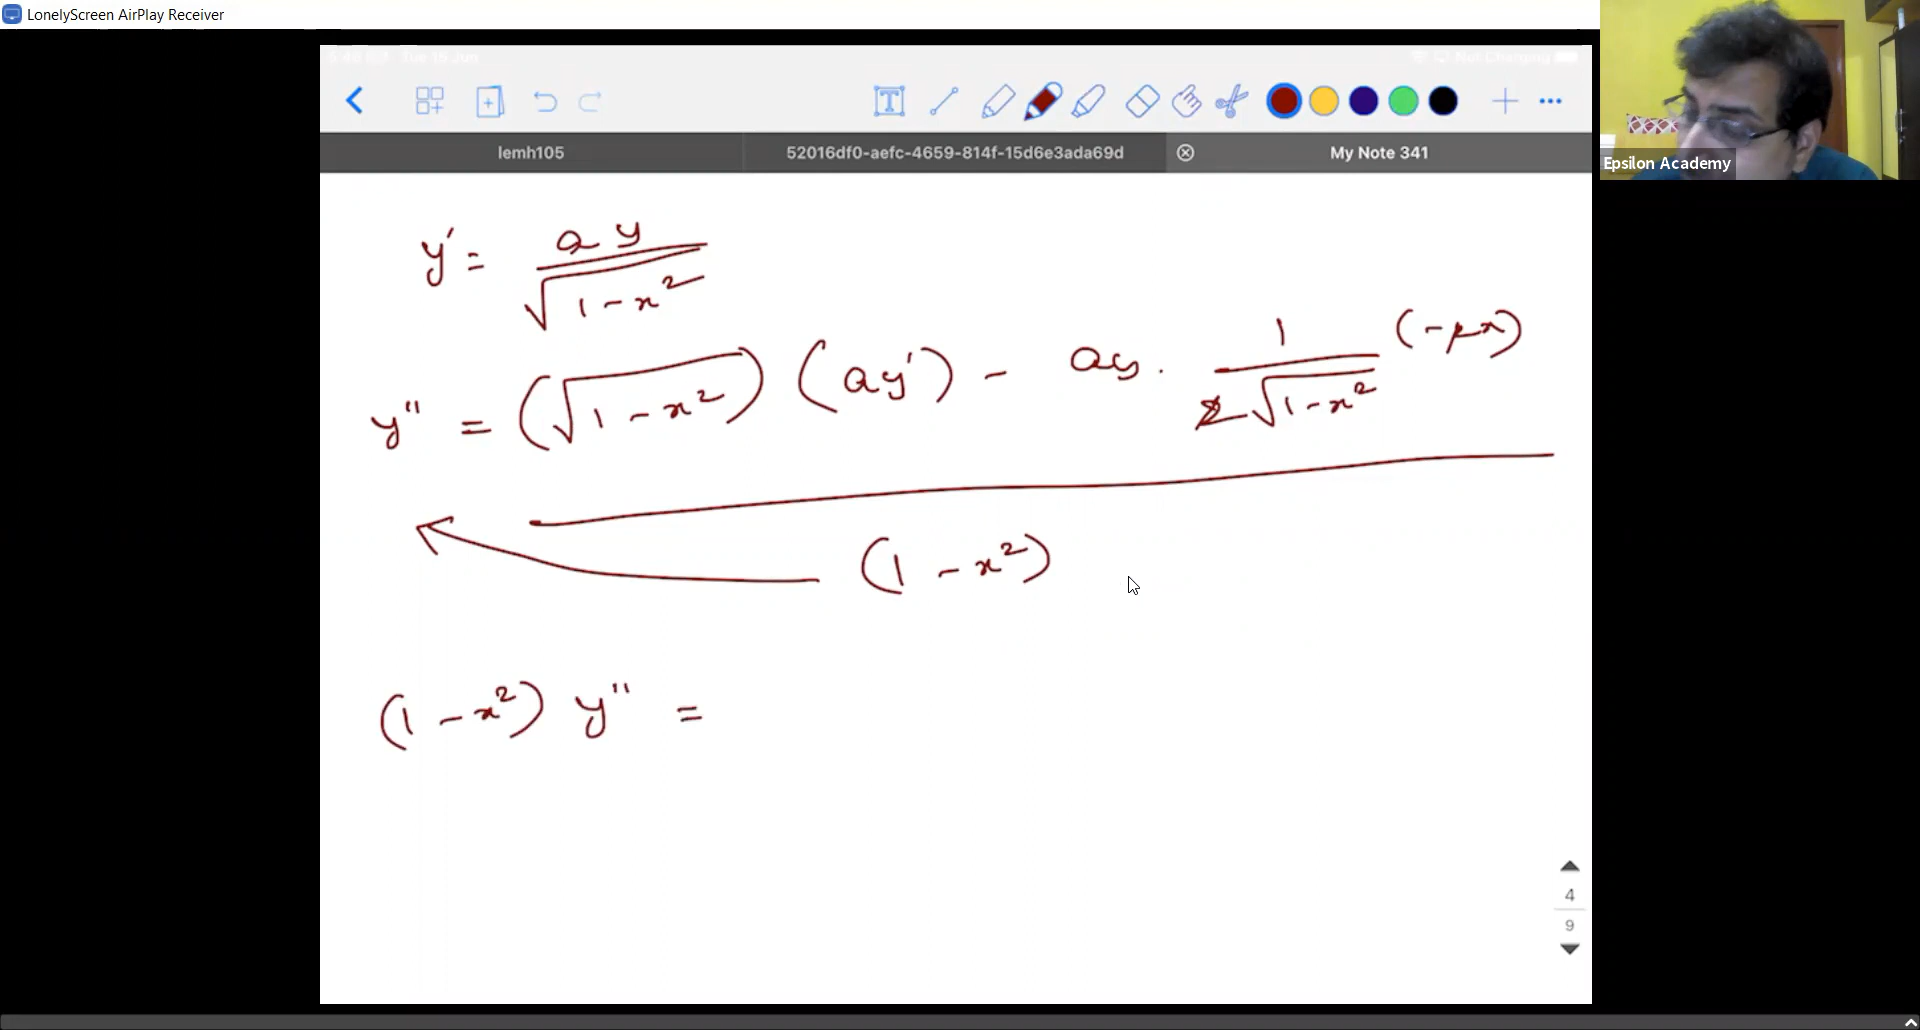 LonelyScreen AirPlay Receiver
Epsilon Academy
lemh105 52016df0-aefc-4659-814f-15d6e3ada69d My Note 341
y' = ay / √(1-x²)
y'' = (√(1-x²)) (ay') - ay. 1 / 2√(1-x²) (-2x)
(1-x²)
(1-x²) y'' =
4
9